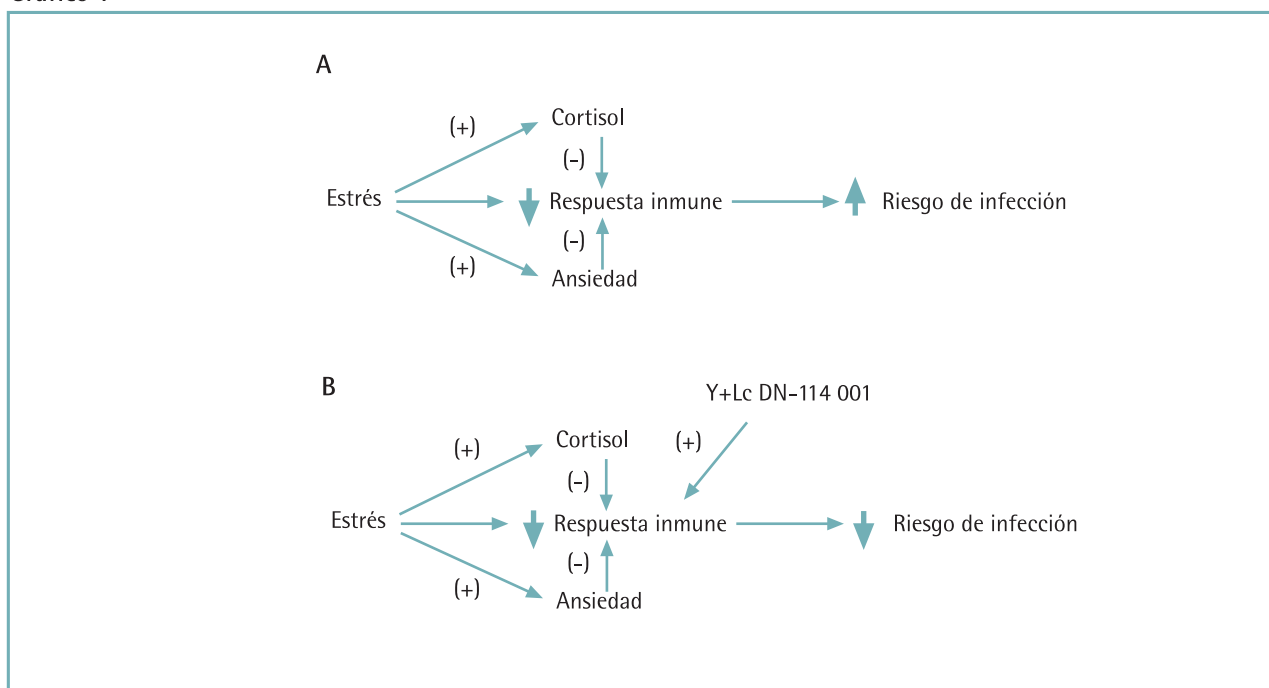 A
Cortisol
(+)
(-)
Estrés
Respuesta inmune
Riesgo de infección
(-)
(+)
Ansiedad
B
Y+Lc DN-114 001
Cortisol
(+)
(+)
(-)
Estrés
Respuesta inmune
Riesgo de infección
(-)
(+)
Ansiedad